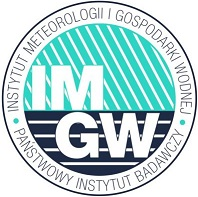 INSTYTUT METEOROLOGII I GOSPODARKI WODNEJ
IM
GW
• PAŃSTWOWY INSTYTUT BADAWCZY •